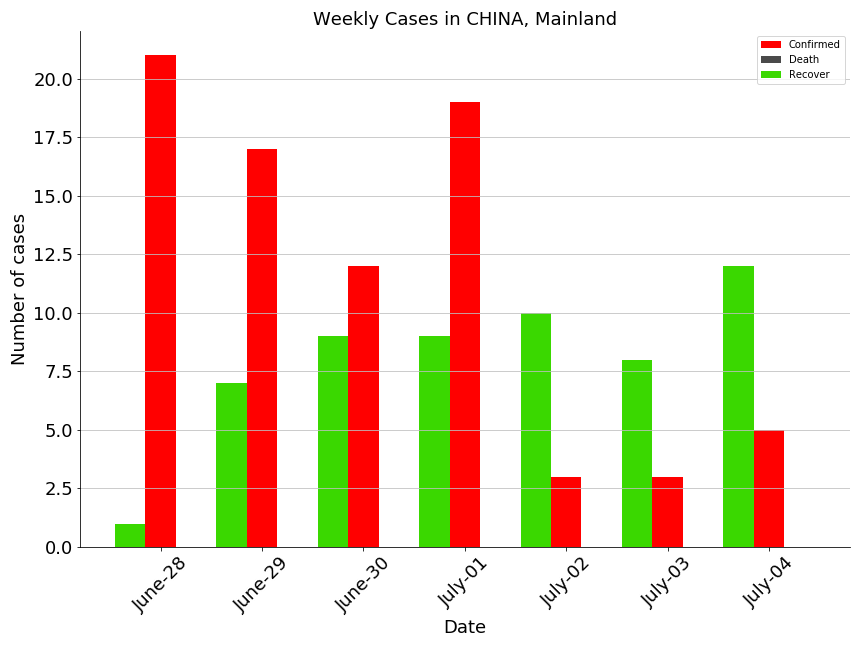 Weekly Cases in CHINA, Mainland
Confirmed
Death
Recover
Number of cases
20.0
17.5
15.0
12.5
10.0
7.5
5.0
2.5
0.0
June-28
June-29
June-30
July-01
July-02
July-03
July-04
Date